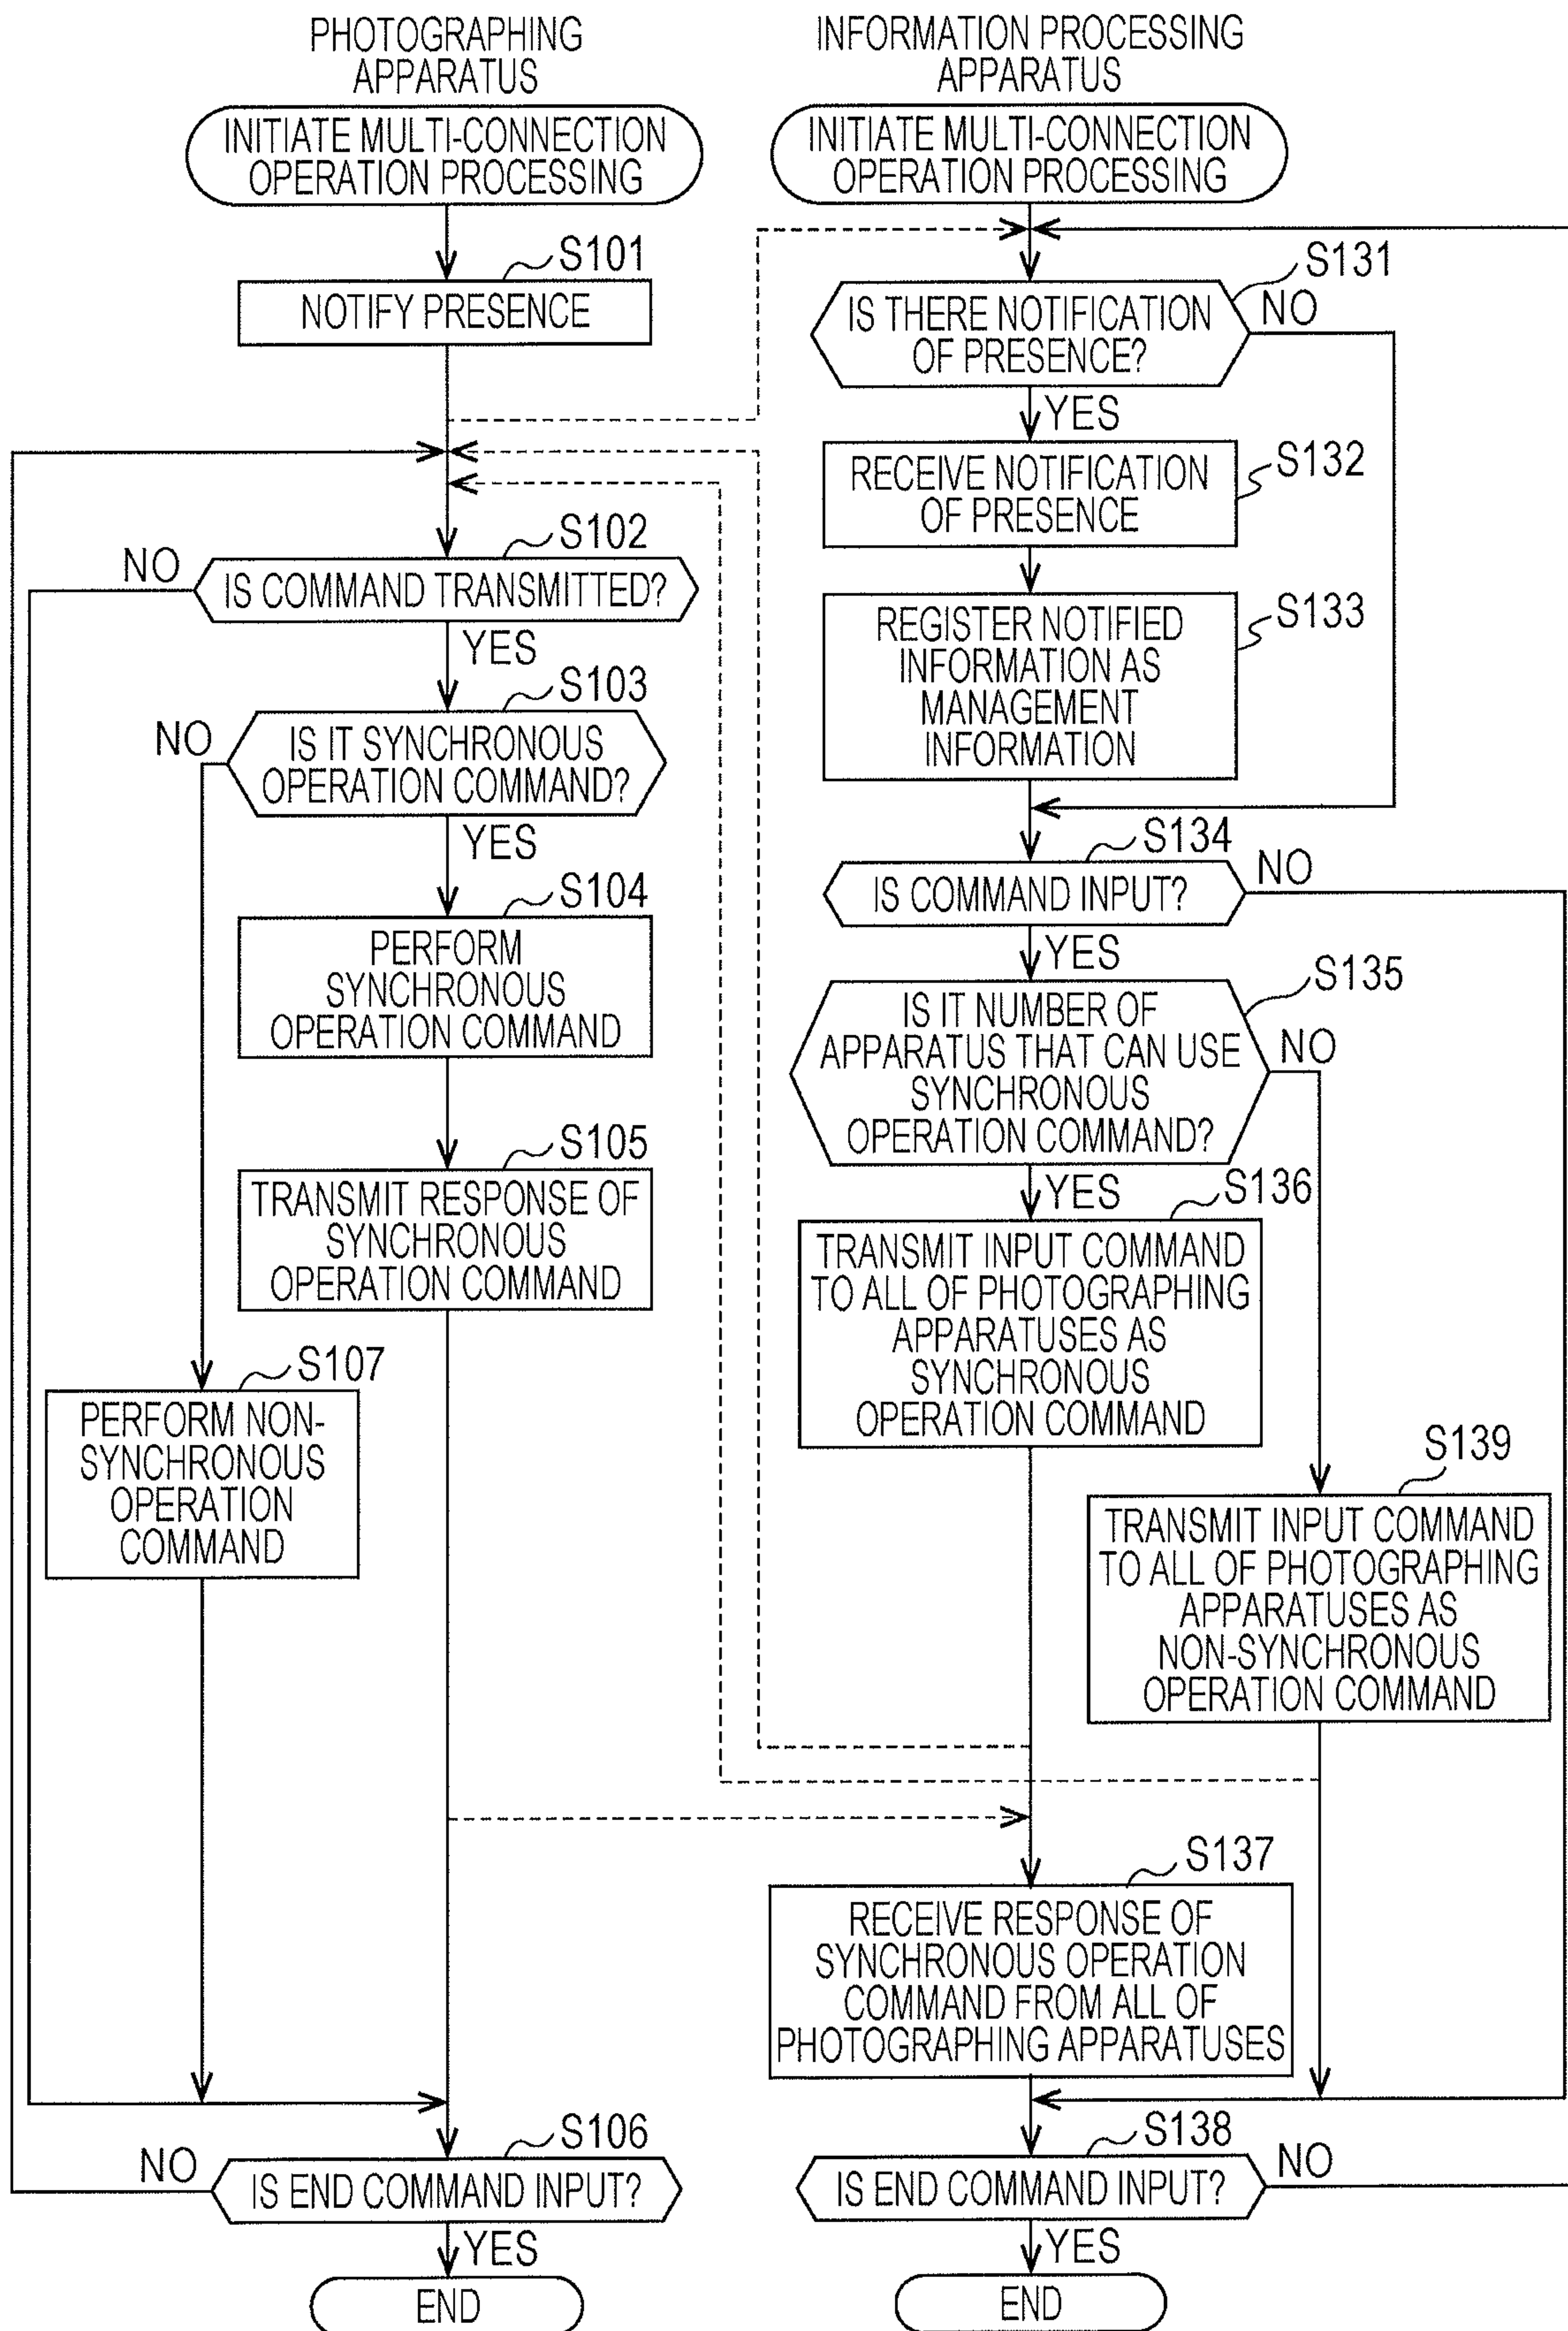 PHOTOGRAPHING
APPARATUS
INITIATE MULTI-CONNECTION
OPERATION PROCESSING
S101
NOTIFY PRESENCE
S102
NO
IS COMMAND TRANSMITTED?
YES
S103
NO
IS IT SYNCHRONOUS
OPERATION COMMAND?
YES
S104
PERFORM
SYNCHRONOUS
OPERATION COMMAND
S105
TRANSMIT RESPONSE OF
SYNCHRONOUS
OPERATION COMMAND
S107
PERFORM NON-
SYNCHRONOUS
OPERATION
COMMAND
S106
NO
IS END COMMAND INPUT?
YES
END
INFORMATION PROCESSING
APPARATUS
INITIATE MULTI-CONNECTION
OPERATION PROCESSING
S131
IS THERE NOTIFICATION
OF PRESENCE?
NO
YES
S132
RECEIVE NOTIFICATION
OF PRESENCE
S133
REGISTER NOTIFIED
INFORMATION AS
MANAGEMENT
INFORMATION
S134
IS COMMAND INPUT?
NO
YES
S135
IS IT NUMBER OF
APPARATUS THAT CAN USE
SYNCHRONOUS
OPERATION COMMAND?
NO
YES
S136
TRANSMIT INPUT COMMAND
TO ALL OF PHOTOGRAPHING
APPARATUSES AS
SYNCHRONOUS
OPERATION COMMAND
S139
TRANSMIT INPUT COMMAND
TO ALL OF PHOTOGRAPHING
APPARATUSES AS
NON-SYNCHRONOUS
OPERATION COMMAND
S137
RECEIVE RESPONSE OF
SYNCHRONOUS OPERATION
COMMAND FROM ALL OF
PHOTOGRAPHING APPARATUSES
S138
IS END COMMAND INPUT?
NO
YES
END